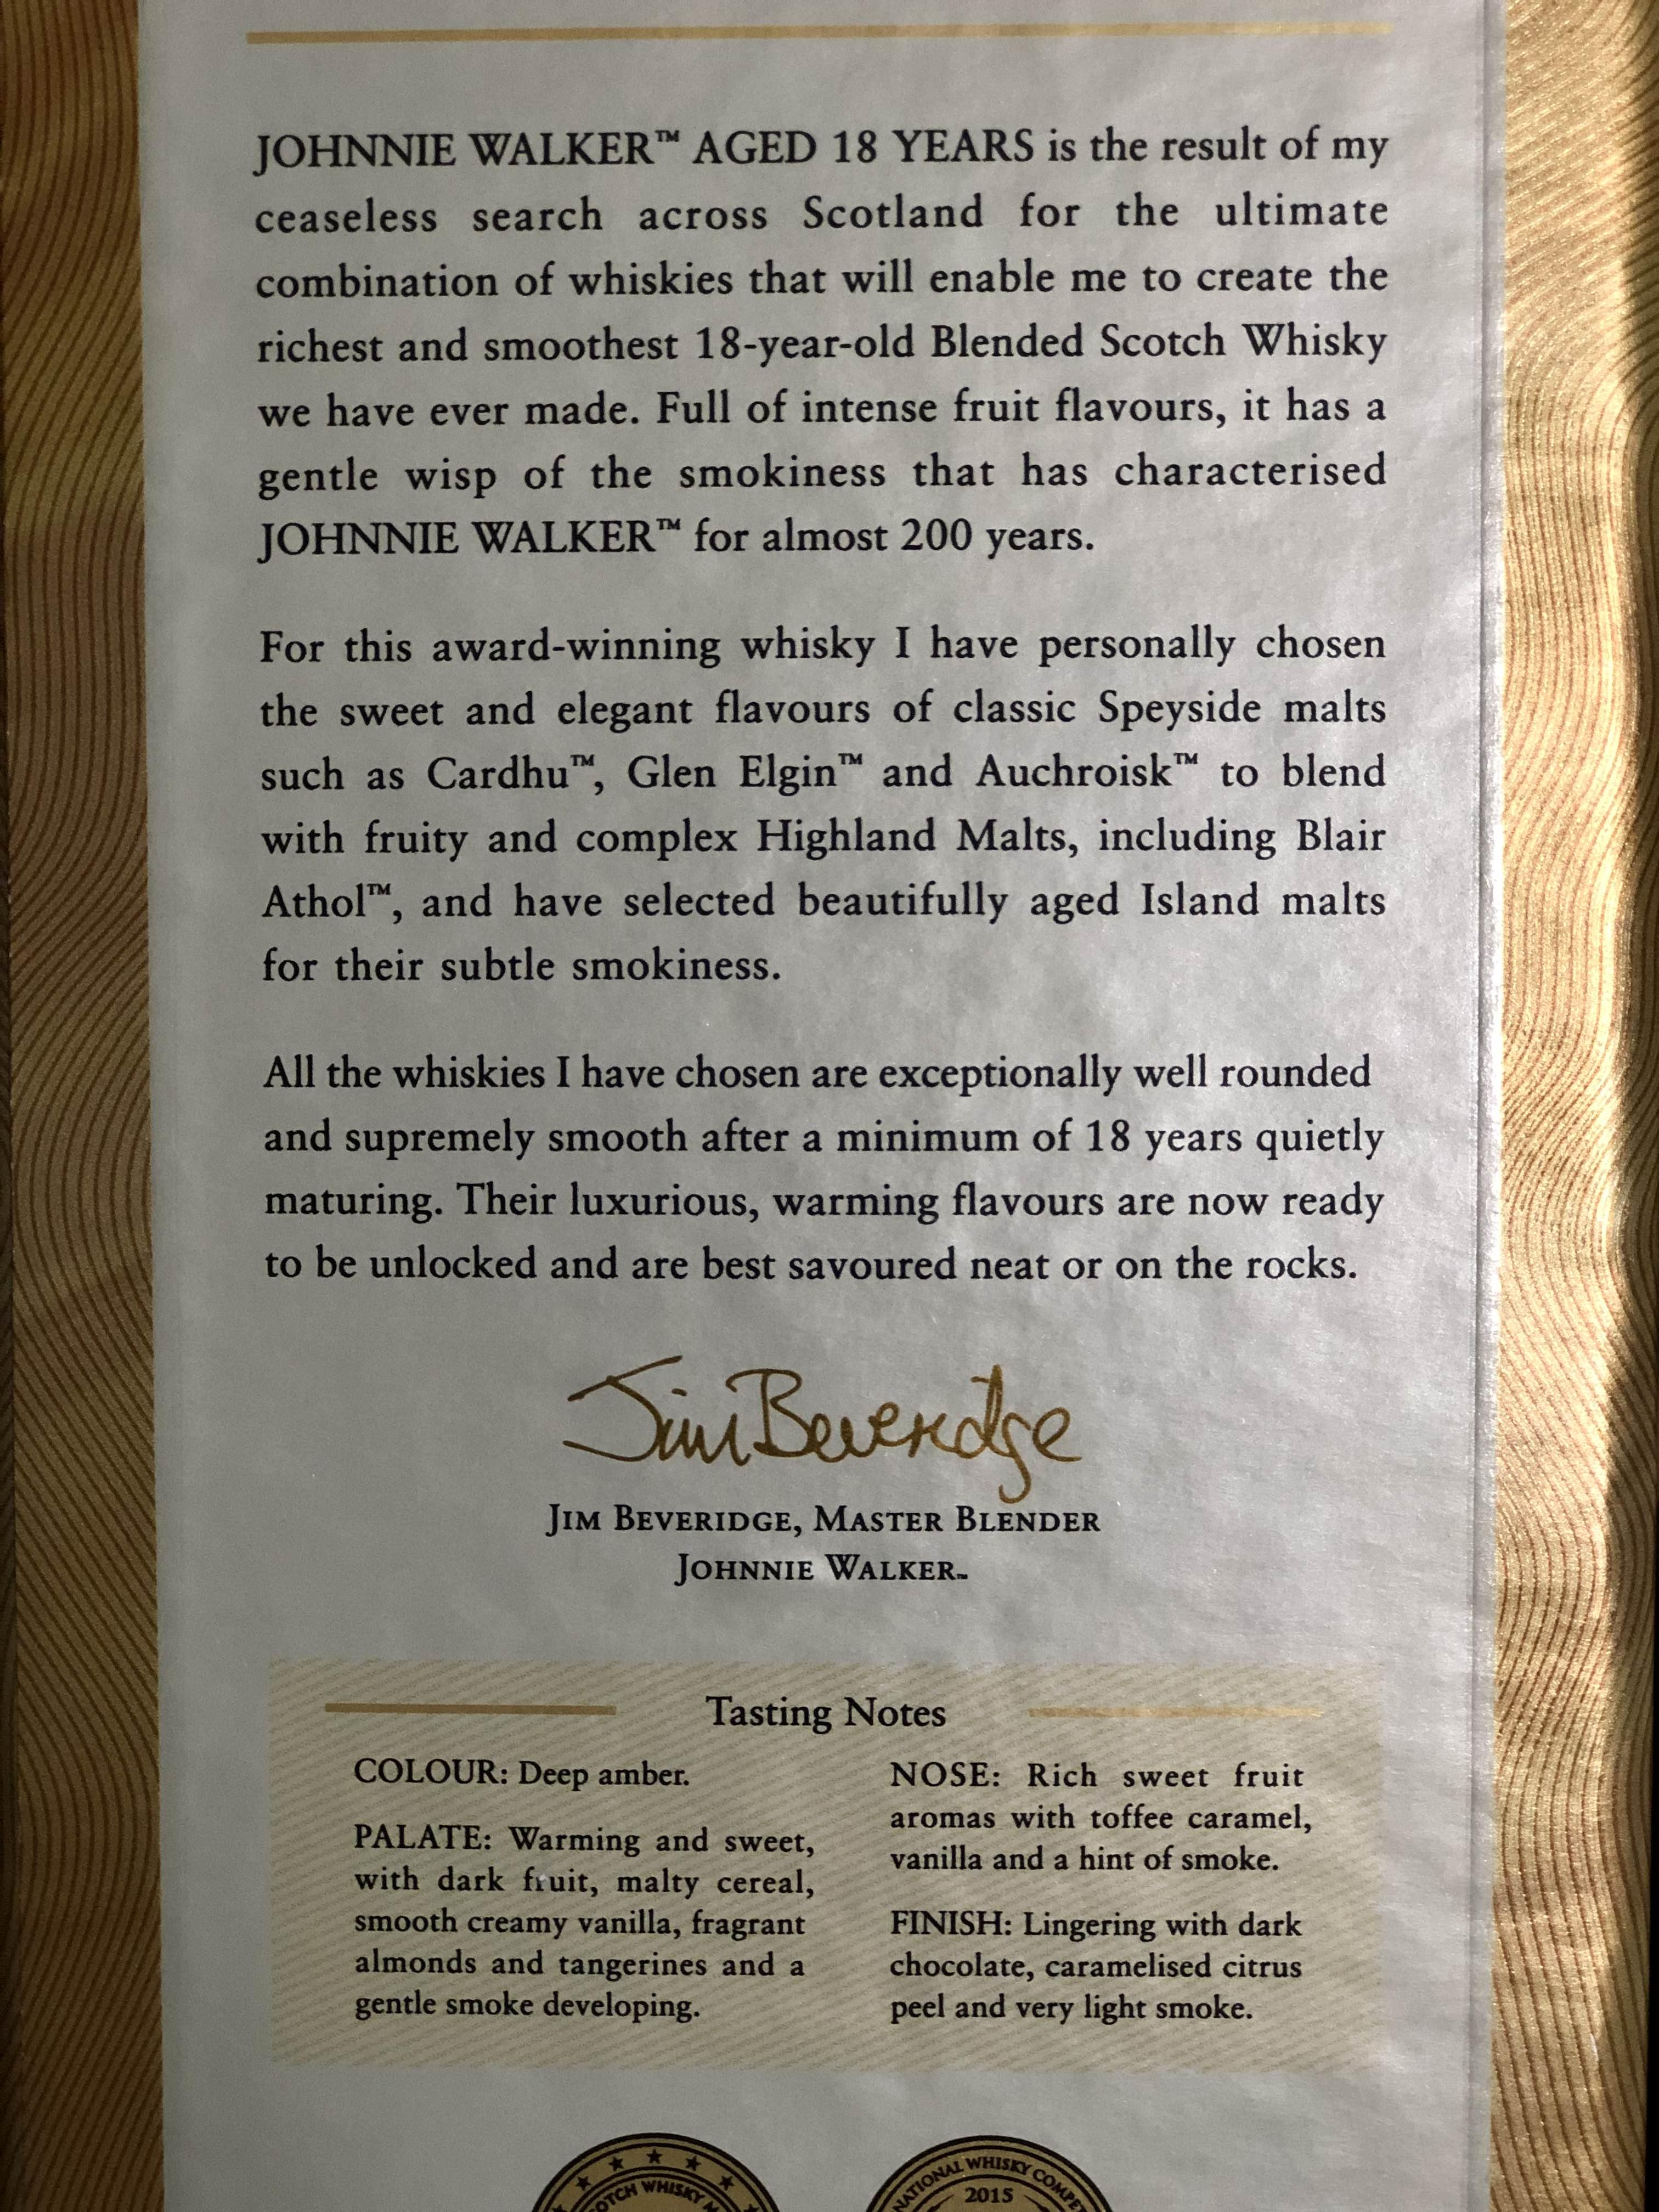 JOHNNIE WALKER™ AGED 18 YEARS is the result of my
ceaseless search across Scotland for the ultimate
combination of whiskies that will enable me to create the
richest and smoothest 18-year-old Blended Scotch Whisky
we have ever made. Full of intense fruit flavours, it has a
gentle wisp of the smokiness that has characterised
JOHNNIE WALKER™ for almost 200 years.
For this award-winning whisky I have personally chosen
the sweet and elegant flavours of classic Speyside malts
such as Cardhu™, Glen Elgin™ and Auchroisk™ to blend
with fruity and complex Highland Malts, including Blair
Athol™, and have selected beautifully aged Island malts
for their subtle smokiness.
All the whiskies I have chosen are exceptionally well rounded
and supremely smooth after a minimum of 18 years quietly
maturing. Their luxurious, warming flavours are now ready
to be unlocked and are best savoured neat or on the rocks.
Jim Beveridge
JIM BEVERIDGE, MASTER BLENDER
JOHNNIE WALKER™
Tasting Notes
COLOUR: Deep amber.
PALATE: Warming and sweet,
with dark fruit, malty cereal,
smooth creamy vanilla, fragrant
almonds and tangerines and a
gentle smoke developing.
NOSE: Rich sweet fruit
aromas with toffee caramel,
vanilla and a hint of smoke.
FINISH: Lingering with dark
chocolate, caramelised citrus
peel and very light smoke.
WHISKY
WHISKY
2015